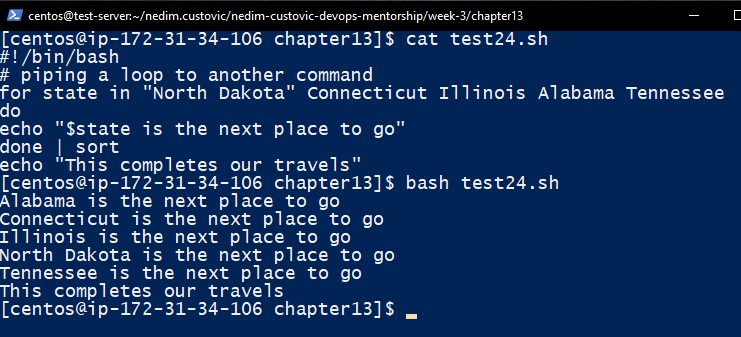 centos@test-server:~/nedim.custovic/nedim-custovic-devops-mentorship/week-3/chapter13
[centos@ip-172-31-34-106 chapter13]$ cat test24.sh
#!/bin/bash
# piping a loop to another command
for state in "North Dakota" Connecticut Illinois Alabama Tennessee
do
echo "$state is the next place to go"
done | sort
echo "This completes our travels"
[centos@ip-172-31-34-106 chapter13]$ bash test24.sh
Alabama is the next place to go
Connecticut is the next place to go
Illinois is the next place to go
North Dakota is the next place to go
Tennessee is the next place to go
This completes our travels
[centos@ip-172-31-34-106 chapter13]$